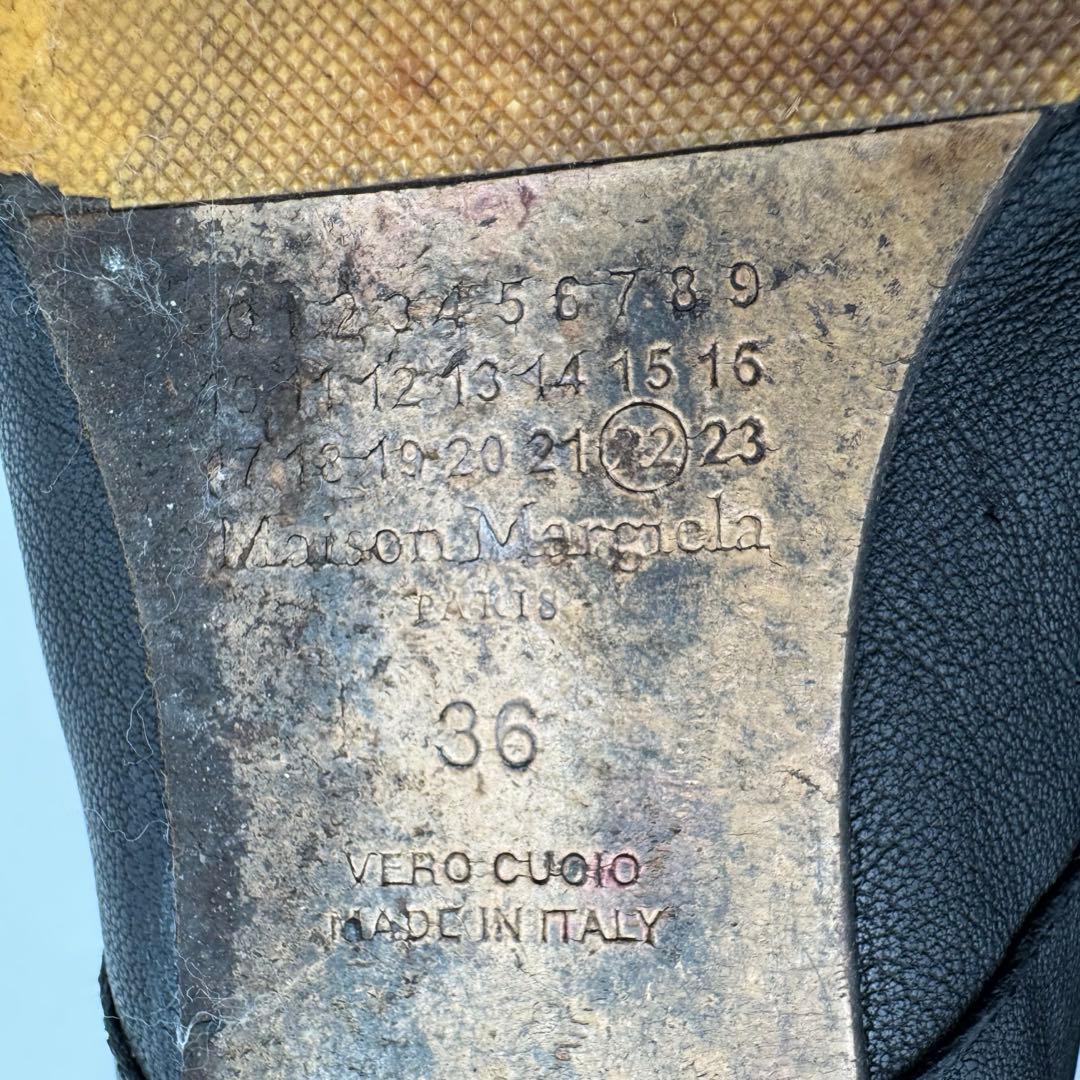 0 1 2 3 4 5 6 7 8 9
10 11 12 13 14 15 16
17 18 19 20 21 22 23
Maison Margiela
PARIS
36
VERO CUOIO
MADE IN ITALY